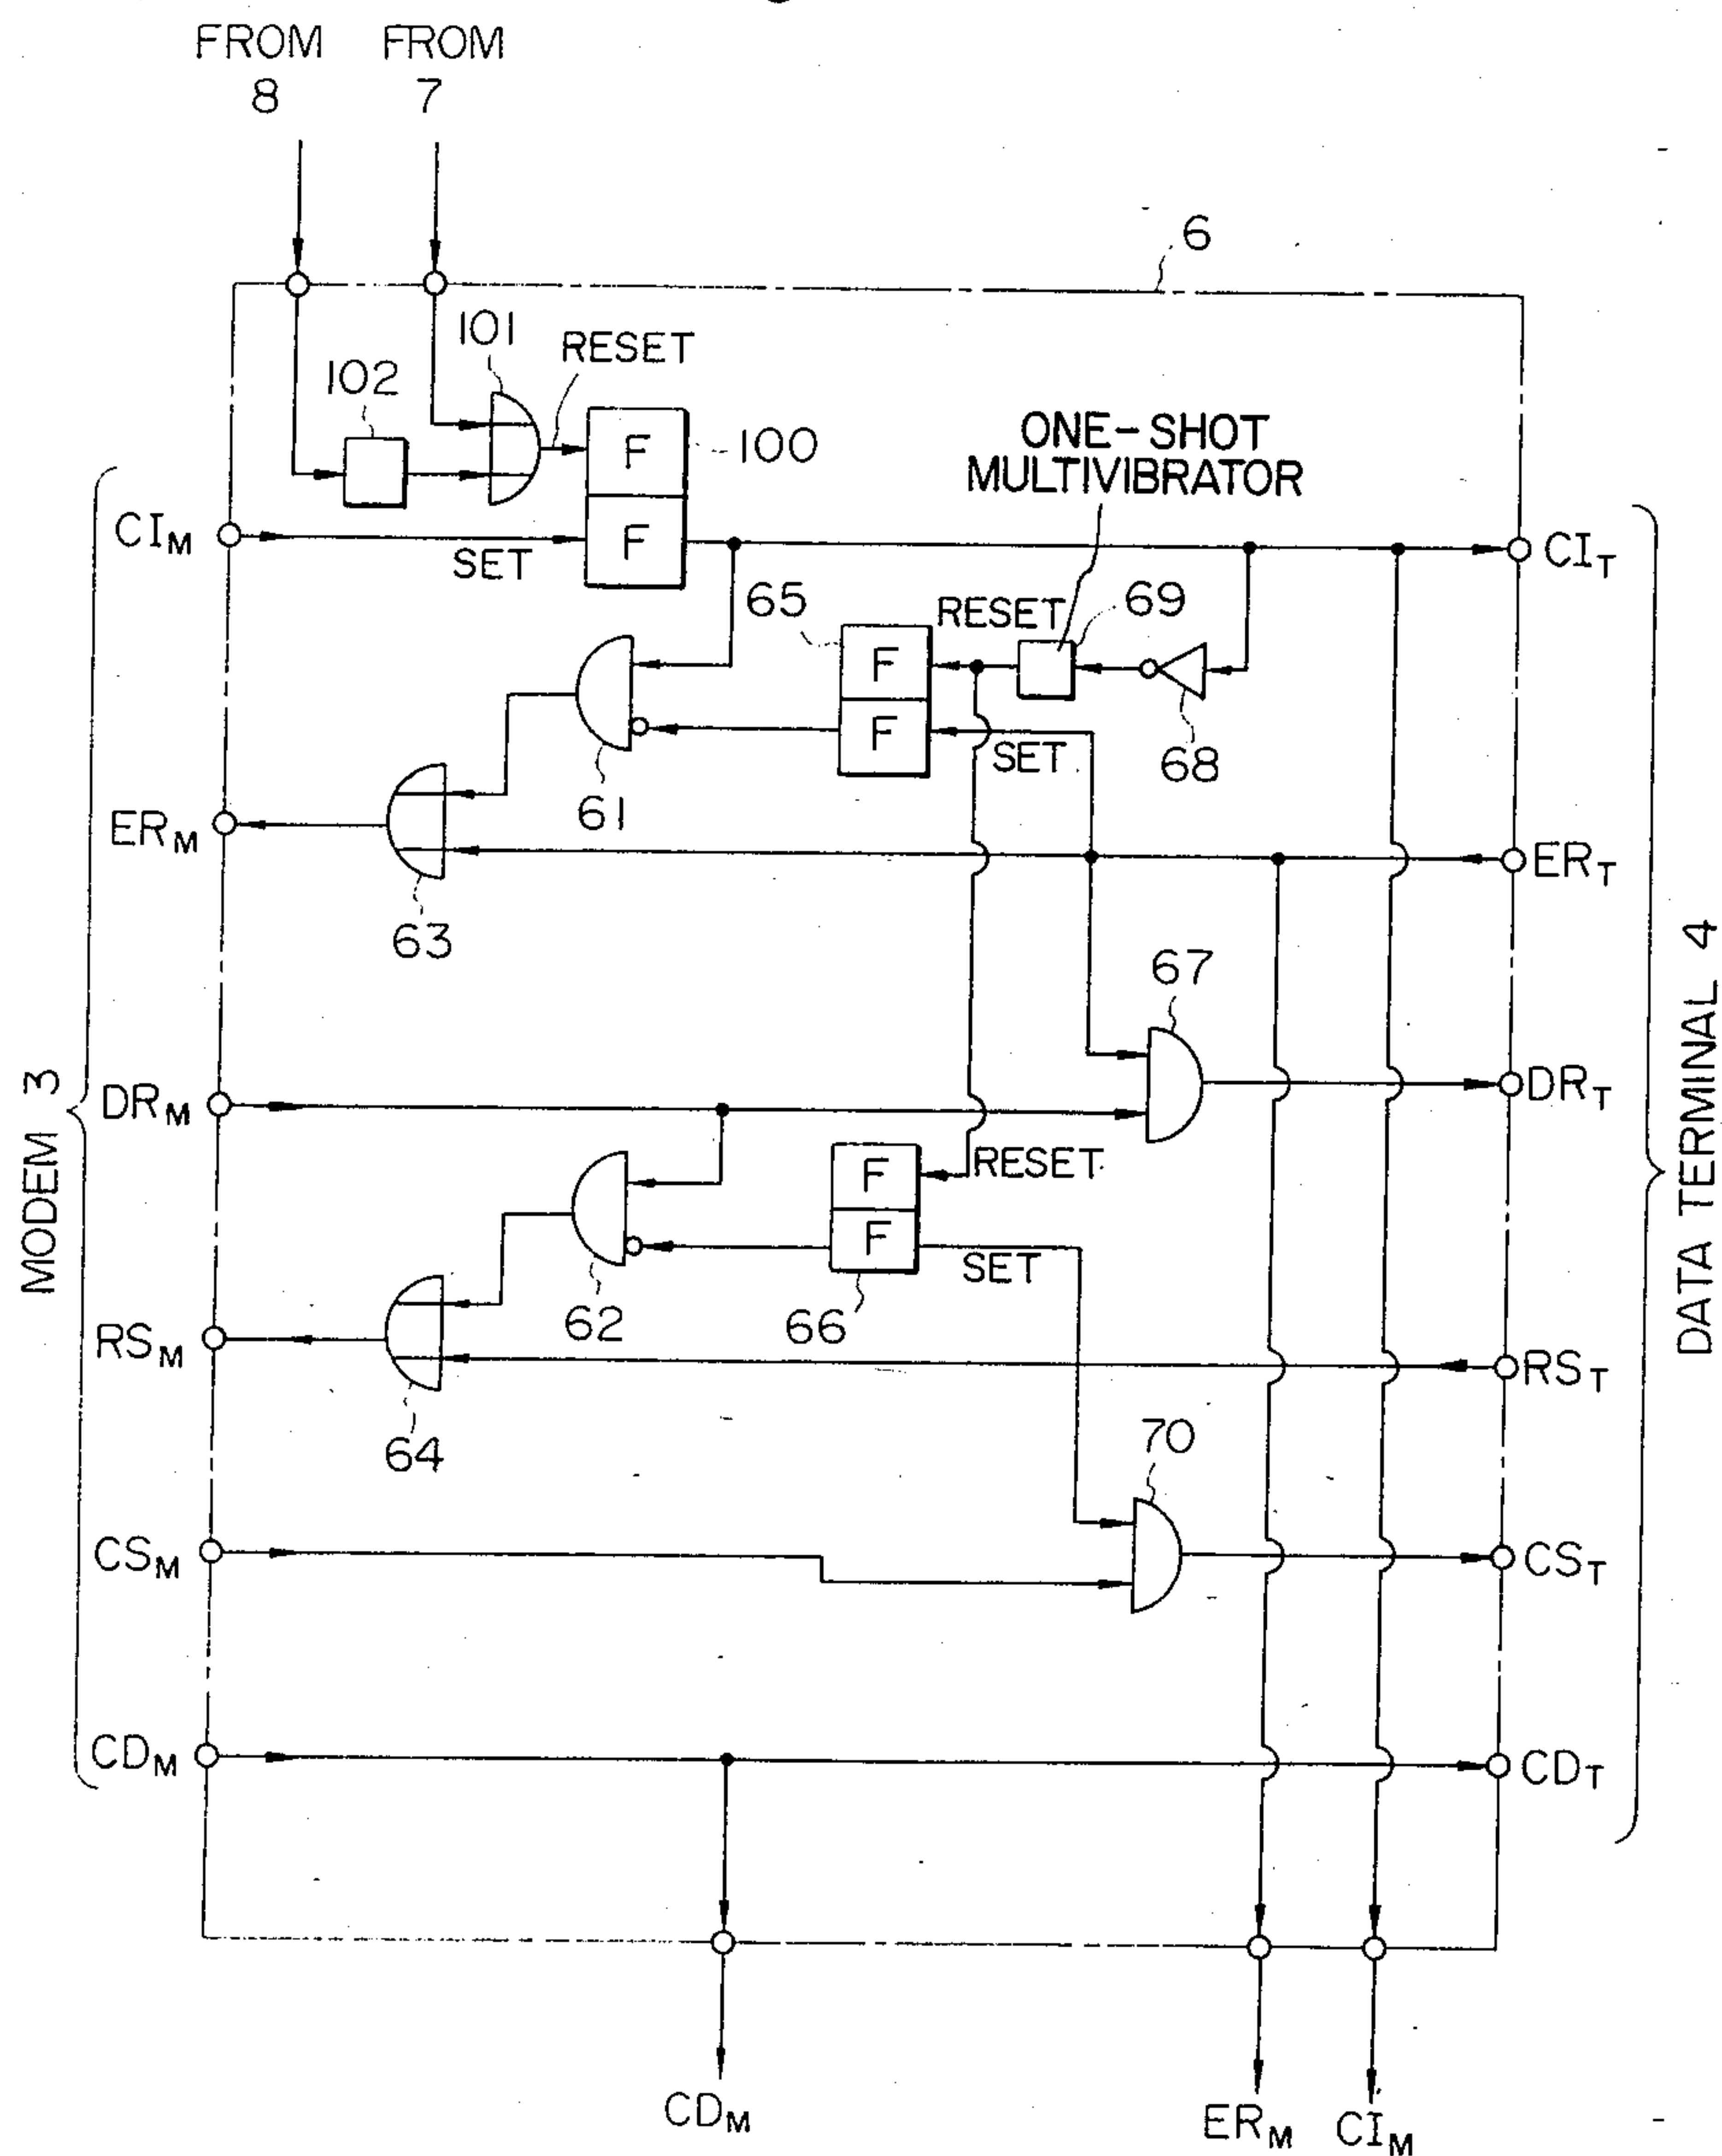 FROM FROM
8 7
6
101
RESET
102
F
100
ONE-SHOT
MULTIVIBRATOR
CI_M
SET
F
CI_T
65
RESET
69
F
F
SET
68
61
ER_M
ER_T
63
67
DR_M
DR_T
F
RESET
F
SET
62
66
RS_M
RS_T
64
70
CS_M
CS_T
CD_M
CD_T
MODEM 3
DATA TERMINAL 4
CD_M
ER_M
CI_M